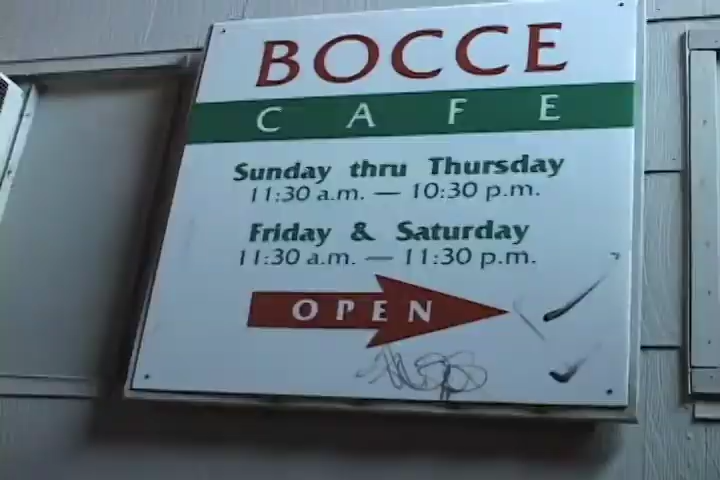 BOCCE
CAFE
Sunday thru Thursday
11:30 a.m. — 10:30 p.m.
Friday & Saturday
11:30 a.m. — 11:30 p.m.
OPEN